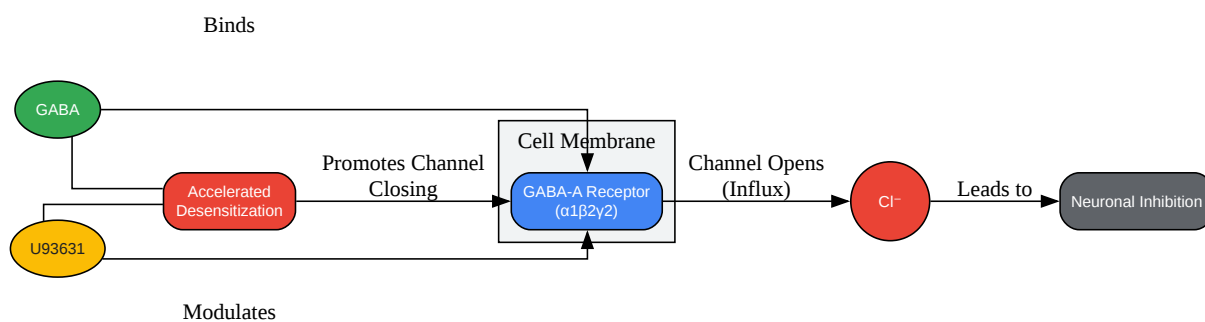 Binds
GABA
Cell Membrane
Promotes Channel
Closing
Channel Opens
(Influx)
Accelerated
Desensitization
GABA-A Receptor
(α1β2γ2)
Cl⁻
Leads to
Neuronal Inhibition
U93631
Modulates